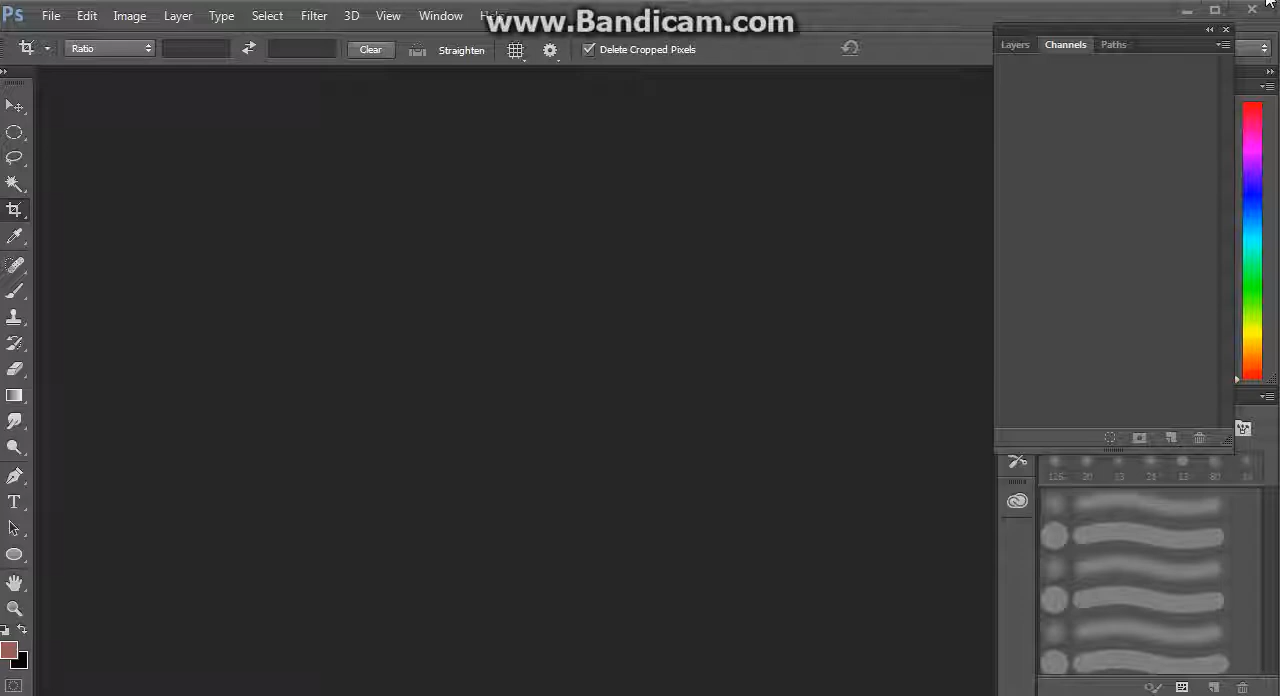 Ps File Edit Image Layer Type Select Filter 3D View Window
www.Bandicam.com
Ratio Clear Straighten Delete Cropped Pixels
Layers Channels Paths
T